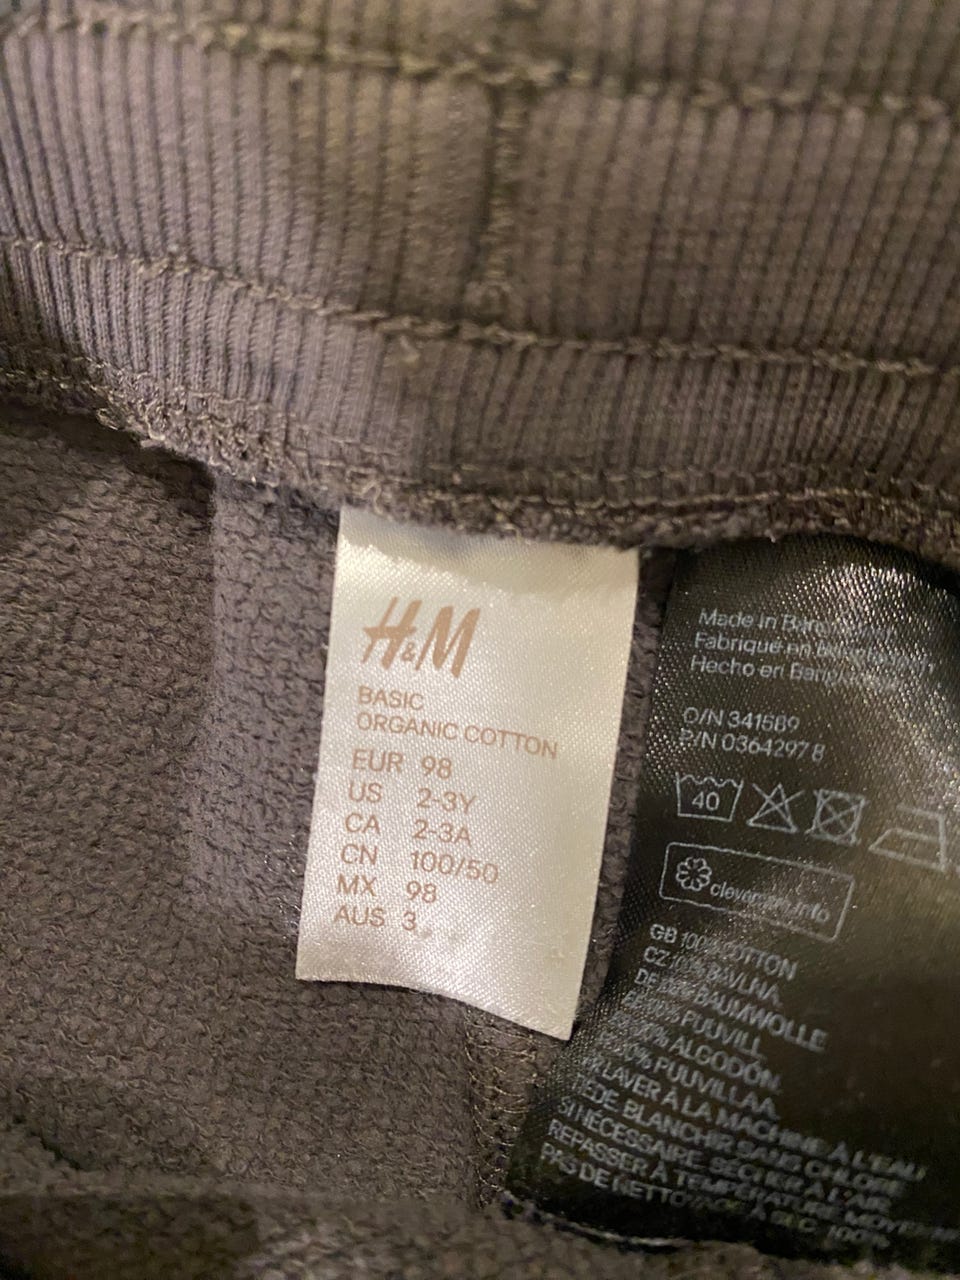 H&M
BASIC
ORGANIC COTTON
EUR 98
US 2-3Y
CA 2-3A
CN 100/50
MX 98
AUS 3
Made in
Fabriqué en
Hecho en
O/N 341589
P/N 0364297 8
40
GB 100% COTTON
CZ 100% BAVLNA
DE BAUMWOLLE
PUUVILL
ALGODÓN
PUUVILLAA
LAVER À LA MACHINE À L'EAU
BLANCHIR SANS CHLORE
SI NÉCESSAIRE. SÉCHER À L'AIR
REPASSER À TEMPÉRATURE
PAS DE NETTOYAGE À SEC. 100%